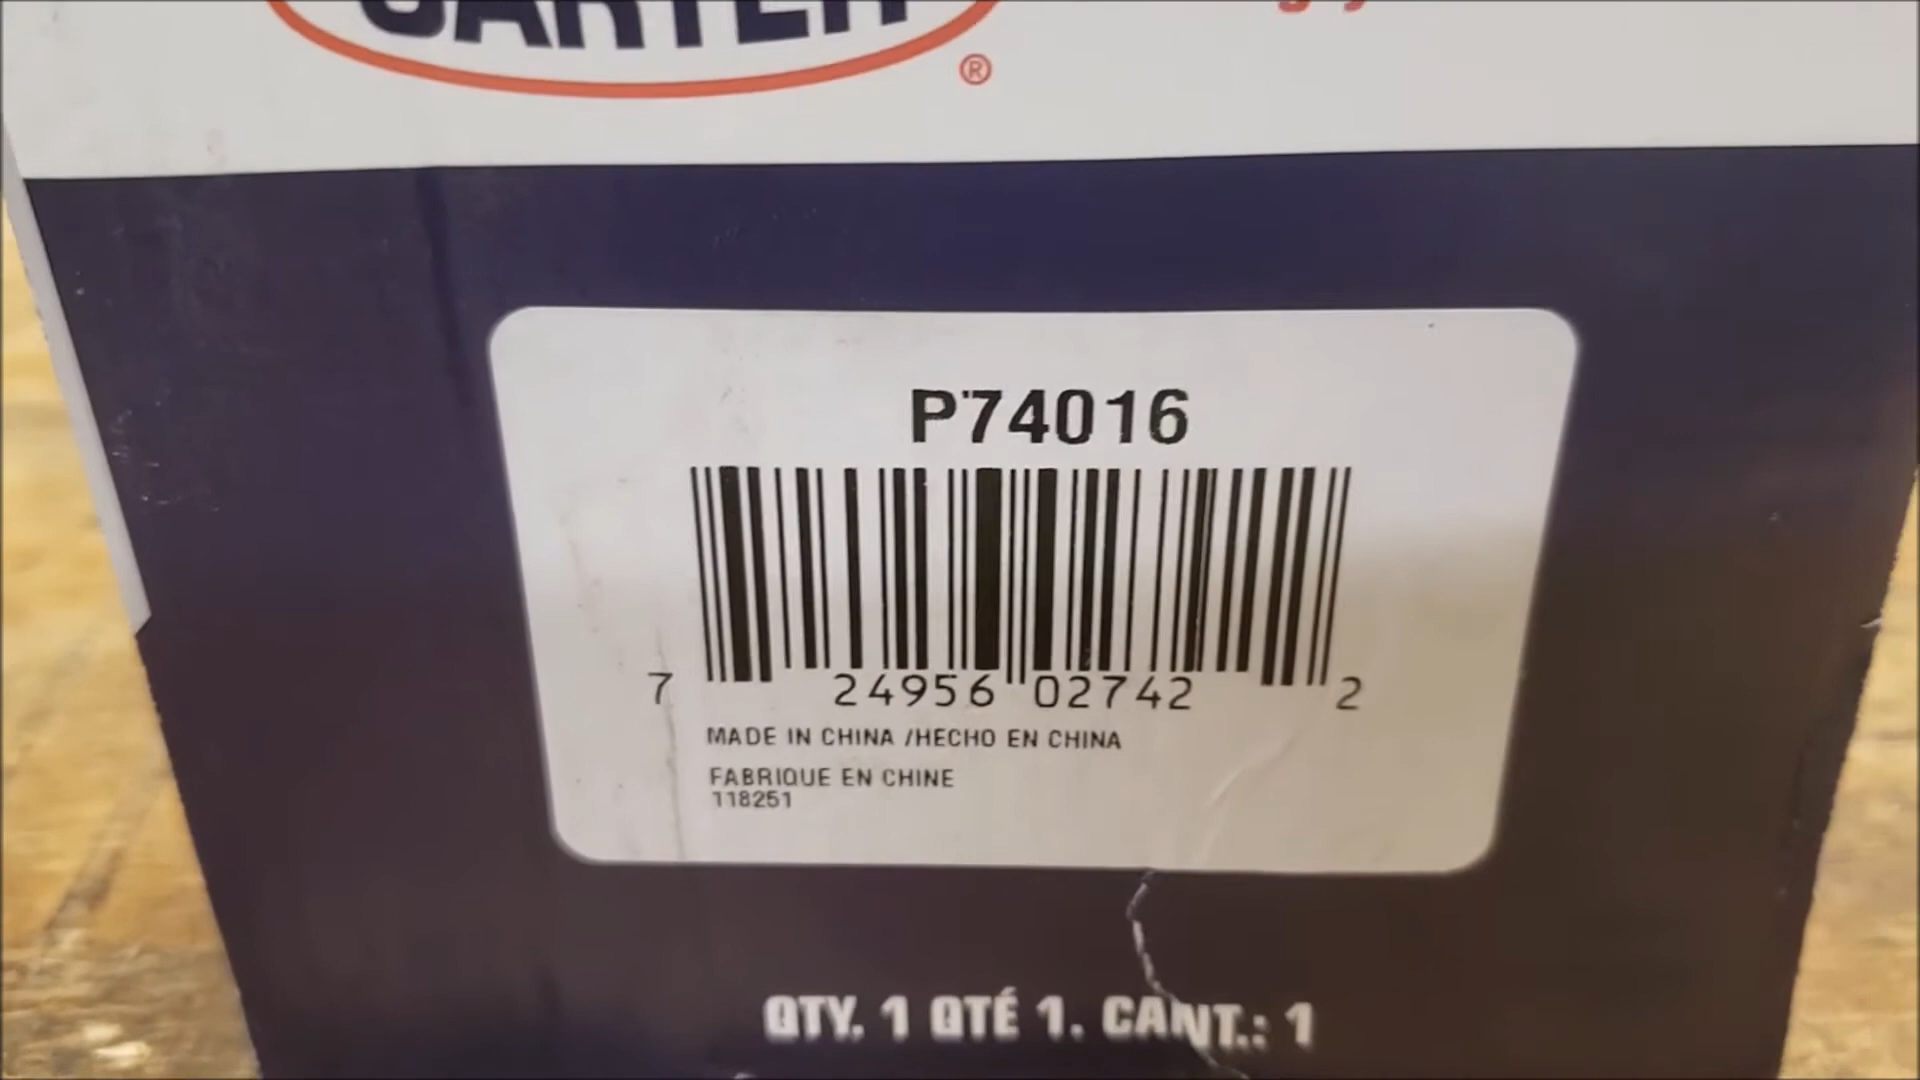 CARTER®
P74016
7 24956 02742 2
MADE IN CHINA /HECHO EN CHINA
FABRIQUE EN CHINE
118251
QTY. 1 QTÉ 1. CANT.: 1